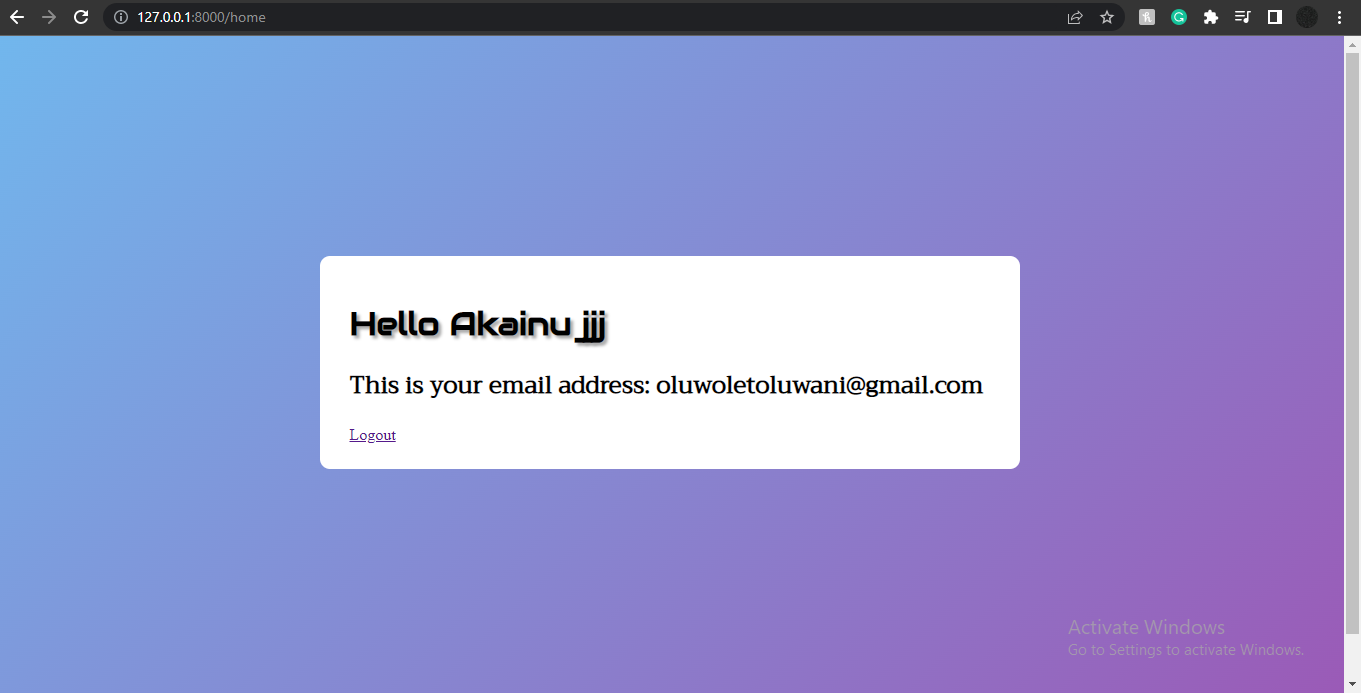 127.0.0.1:8000/home
Hello Akainu jjj
This is your email address: oluwoletoluwani@gmail.com
Logout
Activate Windows
Go to Settings to activate Windows.